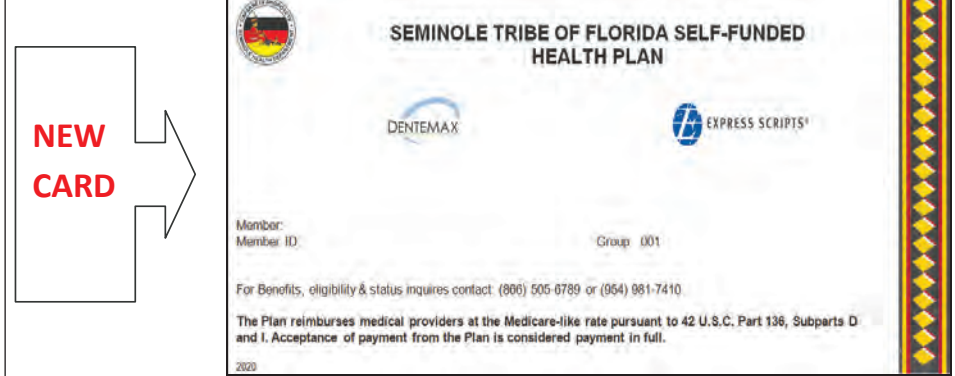 SEMINOLE TRIBE OF FLORIDA SELF-FUNDED
HEALTH PLAN
DENTEMAX
EXPRESS SCRIPTS®
NEW
CARD
Member:
Member ID:
Group 001
For Benefits, eligibility & status inquires contact: (866) 505-6789 or (954) 981-7410
The Plan reimburses medical providers at the Medicare-like rate pursuant to 42 U.S.C. Part 136, Subparts D
and I. Acceptance of payment from the Plan is considered payment in full.
2020